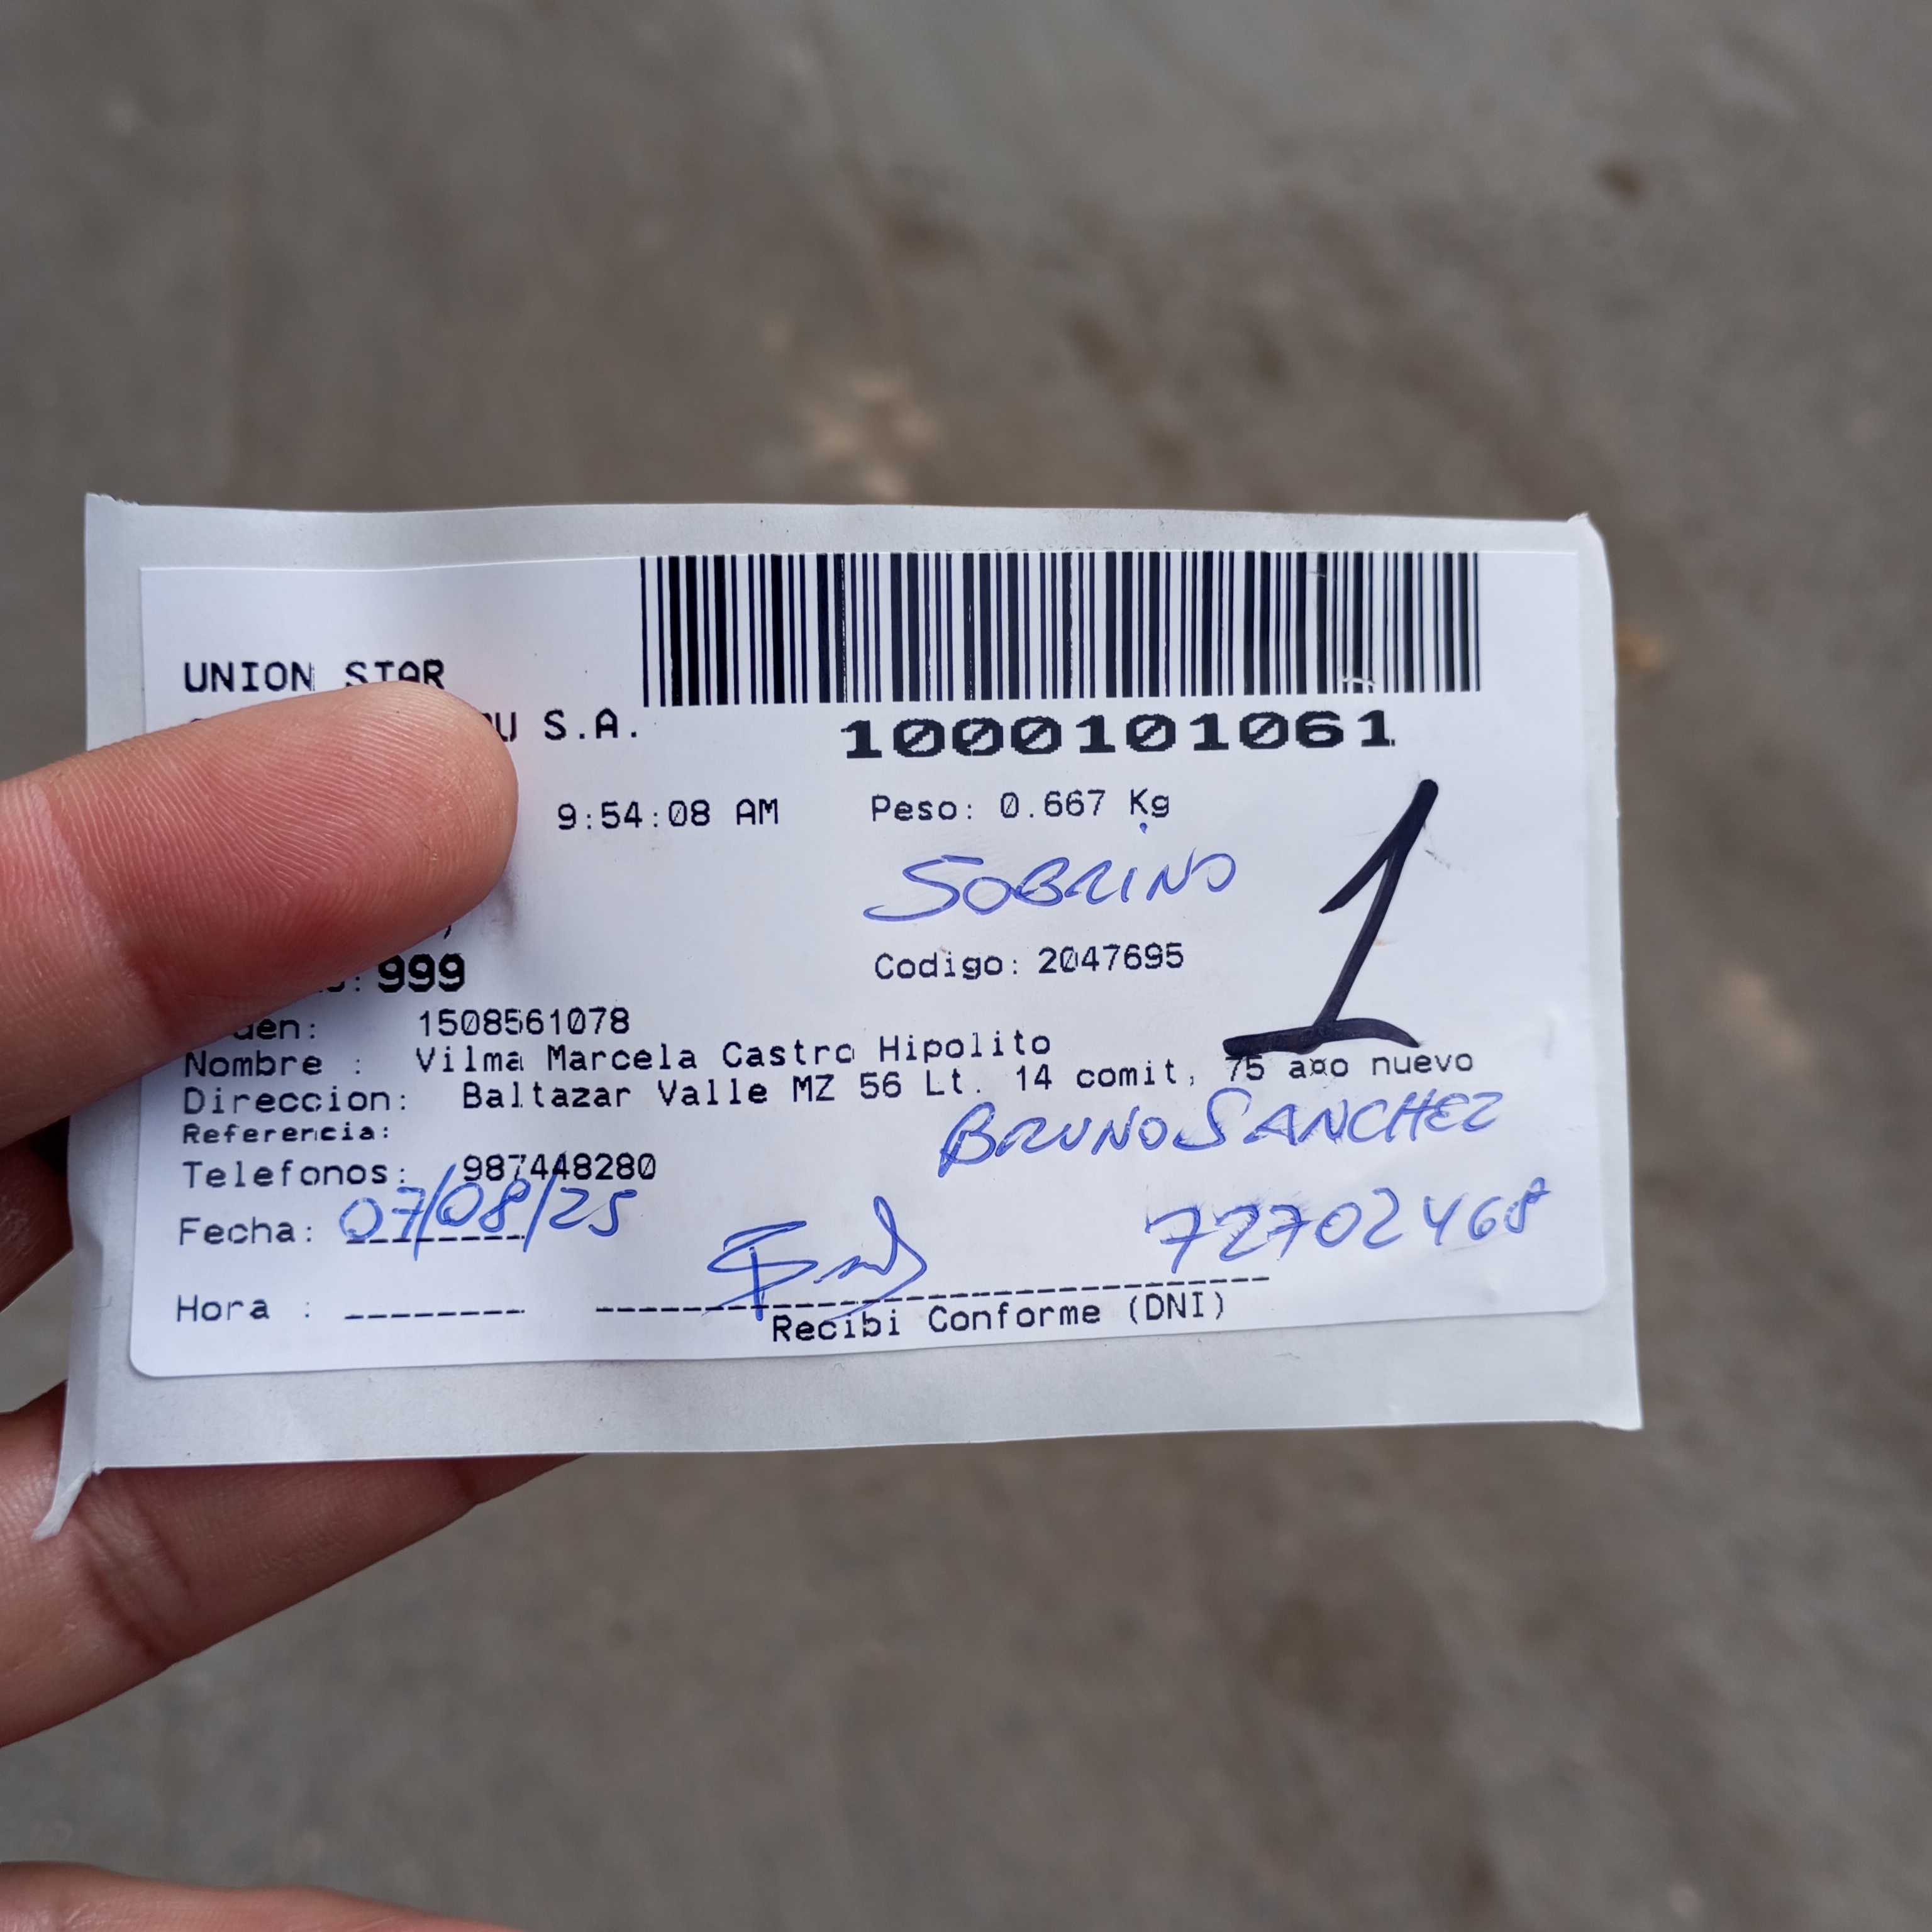 UNION STAR
S.A.
1000101061
9:54:08 AM Peso: 0.667 Kg
SOBRINO
1
999 Codigo: 2047695
1508561078
Nombre : Vilma Marcela Castro Hipolito
Direccion: Baltazar Valle MZ 56 Lt. 14 comit, 75 año nuevo
Referencia: BRUNO SANCHEZ
Telefonos: 987448280
Fecha: 07/08/25 72702468
Hora :
Recibi Conforme (DNI)